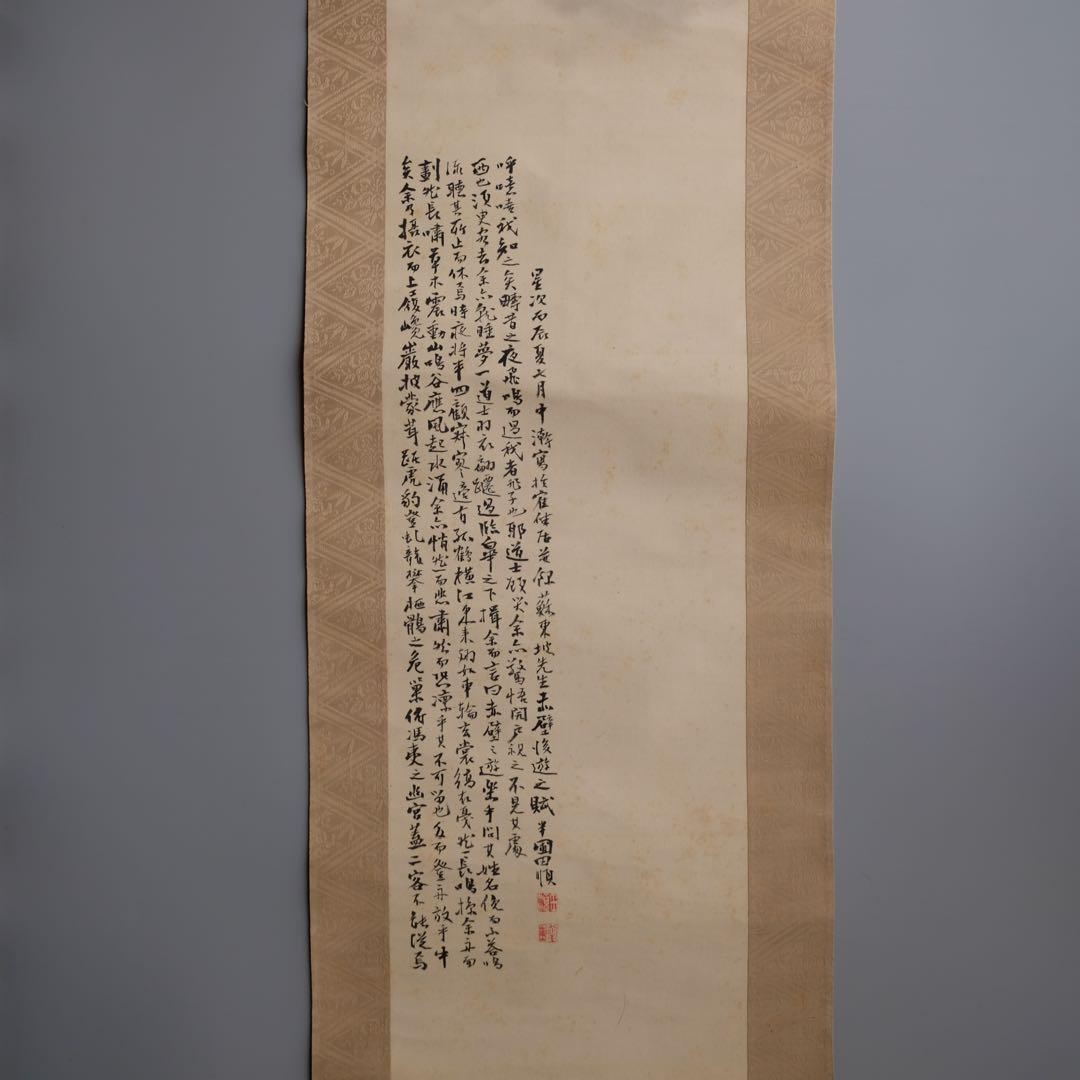 矣余乃攝衣而上履巉巖披蒙茸踞虎豹登虬龍攀栖鶻之危巢俯馮夷之幽宮蓋二客不能從焉
劃然長嘯草木震動山鳴谷應風起水涌余亦悄然而悲肅然而恐凜乎其不可留也反而登舟放乎中
流聽其所止而休焉時夜將半四顧寂寥適有孤鶴橫江東來翅如車輪玄裳縞衣戛然長鳴掠余舟而
西也須臾客去余亦就睡夢一道士羽衣翩躚過臨皐之下揖余而言曰赤壁之遊樂乎問其姓名俛而不答嗚
呼噫嘻我知之矣疇昔之夜飛鳴而過我者非子也耶道士顧笑余亦驚悟開戶視之不見其處
星次丙辰夏七月中澣寫於居並錄蘇東坡先生赤壁後遊之賦 半田